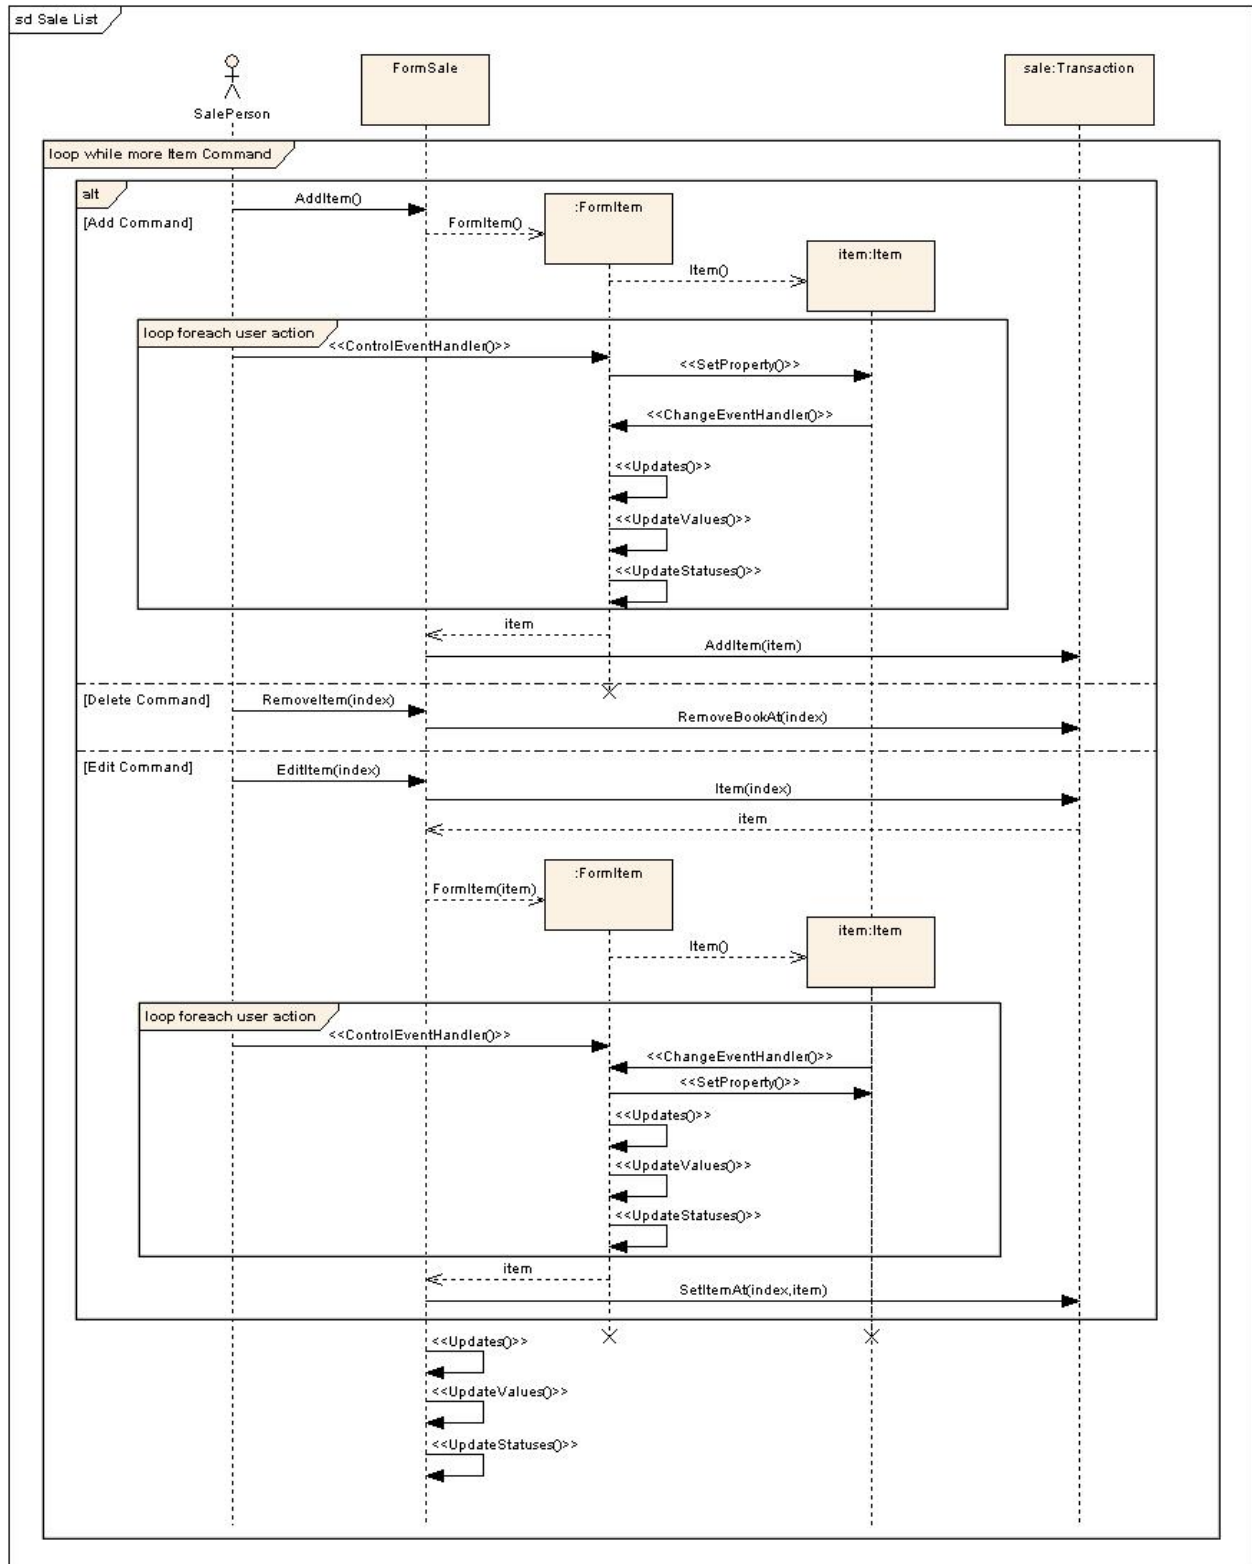 sd Sale List
SalePerson
FormSale
sale:Transaction
loop while more Item Command
alt
[Add Command]
AddItem()
FormItem()
:FormItem
Item()
item:Item
loop foreach user action
<<ControlEventHandler()>>
<<SetProperty()>>
<<ChangeEventHandler()>>
<<Updates()>>
<<UpdateValues()>>
<<UpdateStatuses()>>
item
AddItem(item)
[Delete Command]
RemoveItem(index)
RemoveBookAt(index)
[Edit Command]
EditItem(index)
Item(index)
item
:FormItem
FormItem(item)
item:Item
Item()
loop foreach user action
<<ControlEventHandler()>>
<<ChangeEventHandler()>>
<<SetProperty()>>
<<Updates()>>
<<UpdateValues()>>
<<UpdateStatuses()>>
item
SetItemAt(index,item)
<<Updates()>>
<<UpdateValues()>>
<<UpdateStatuses()>>